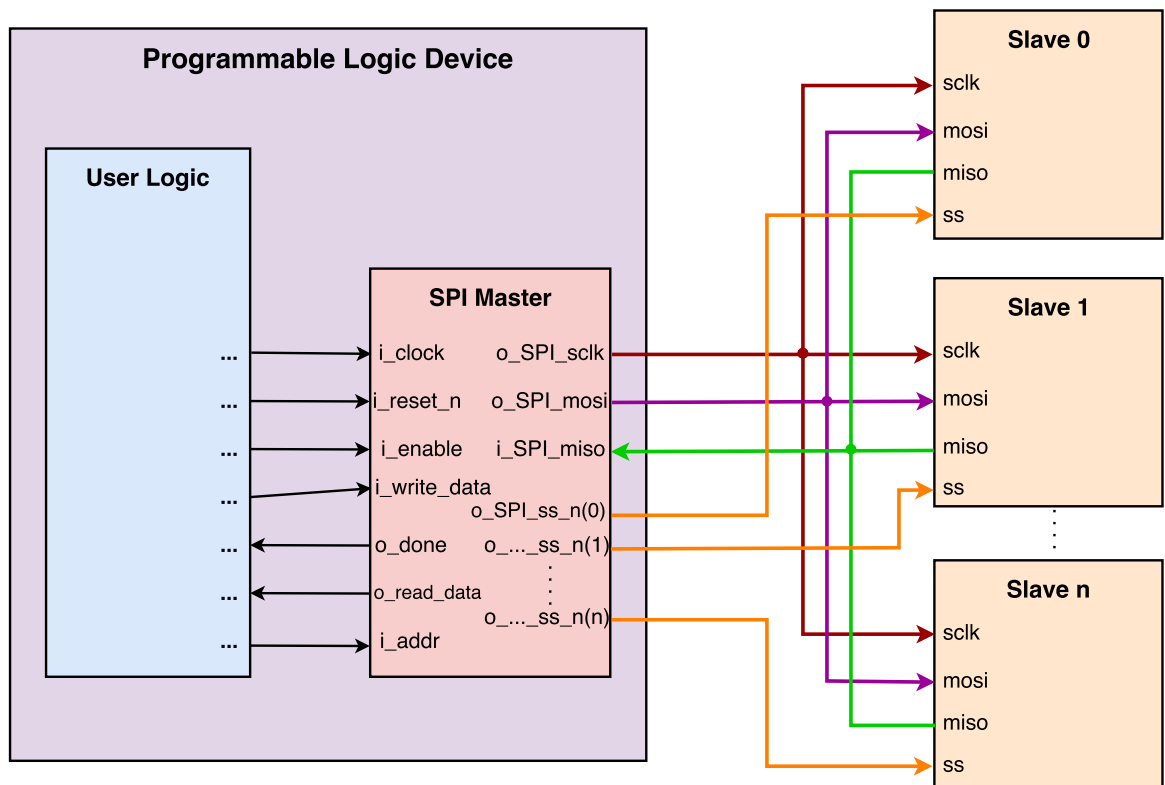 Programmable Logic Device
User Logic
...
...
...
...
...
...
...
SPI Master
i_clock
i_reset_n
i_enable
i_write_data
o_done
o_read_data
i_addr
o_SPI_sclk
o_SPI_mosi
i_SPI_miso
o_SPI_ss_n(0)
o_..._ss_n(1)
o_..._ss_n(n)
Slave 0
sclk
mosi
miso
ss
Slave 1
sclk
mosi
miso
ss
Slave n
sclk
mosi
miso
ss